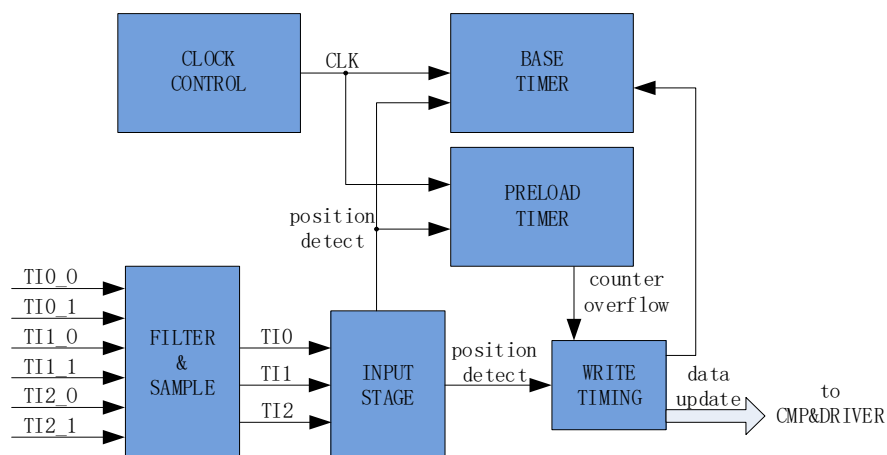 CLOCK
CONTROL
CLK
BASE
TIMER
PRELOAD
TIMER
position
detect
counter
overflow
TI0_0
TI0_1
TI1_0
TI1_1
TI2_0
TI2_1
FILTER
&
SAMPLE
TI0
TI1
TI2
INPUT
STAGE
position
detect
WRITE
TIMING
data
update
to
CMP&DRIVER